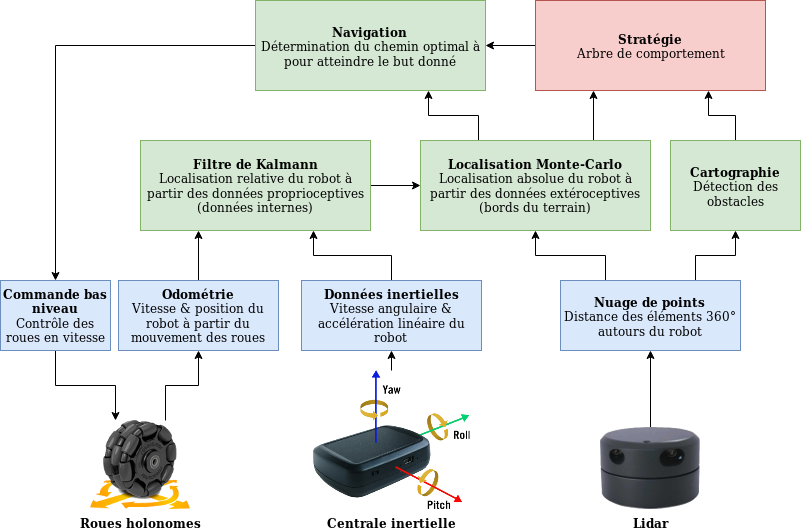 Navigation
Détermination du chemin optimal à
pour atteindre le but donné
Stratégie
Arbre de comportement
Filtre de Kalmann
Localisation relative du robot à
partir des données proprioceptives
(données internes)
Localisation Monte-Carlo
Localisation absolue du robot à
partir des données extéroceptives
(bords du terrain)
Cartographie
Détection des
obstacles
Commande bas
niveau
Contrôle des
roues en vitesse
Odométrie
Vitesse & position du
robot à partir du
mouvement des roues
Données inertielles
Vitesse angulaire &
accélération linéaire du
robot
Nuage de points
Distance des éléments 360°
autours du robot
Yaw
Roll
Pitch
Roues holonomes
Centrale inertielle
Lidar